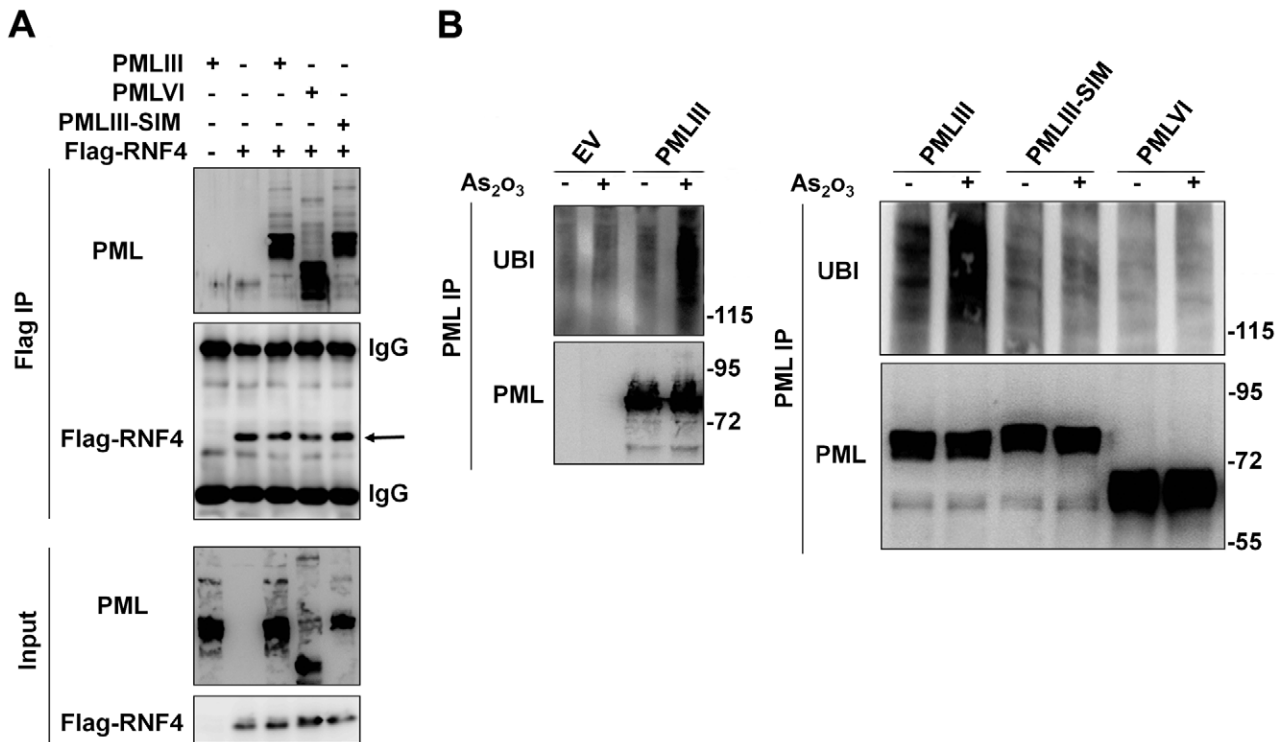 A
PMLIII + - + - -
PMLVI - - - + -
PMLIII-SIM - - - - +
Flag-RNF4 - + + + +
Flag IP
PML
IgG
Flag-RNF4
IgG
Input
PML
Flag-RNF4
B
EV PMLIII
As2O3 - + - +
PML IP
UBI
-115
PML
-95
-72
PMLIII PMLIII-SIM PMLVI
As2O3 - + - + - +
PML IP
UBI
-115
PML
-95
-72
-55